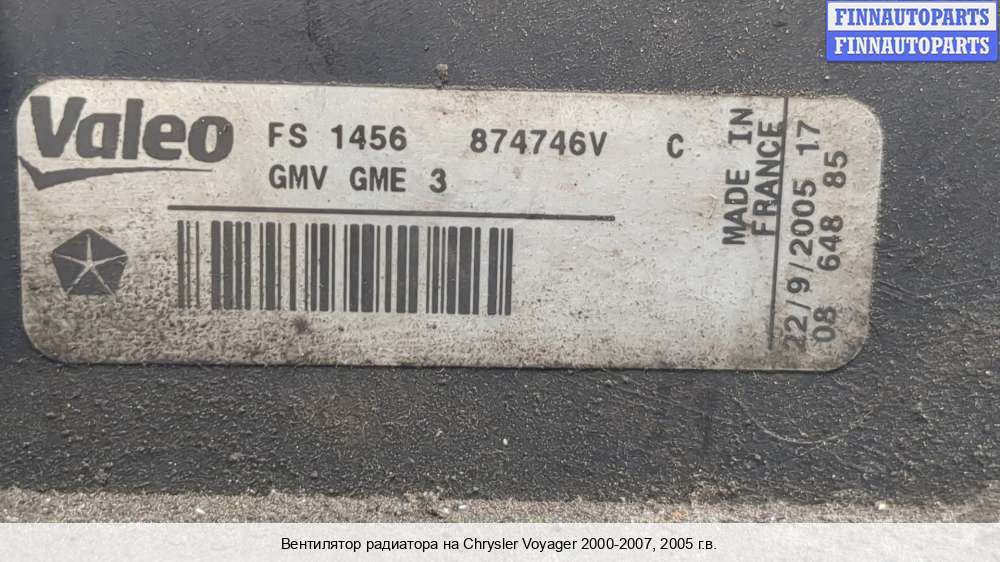 FINNAUTOPARTS
FINNAUTOPARTS
Valeo
FS 1456 874746V C
GMV GME 3
MADE IN
FRANCE
22/9/2005 17
08 648 85
Вентилятор радиатора на Chrysler Voyager 2000-2007, 2005 г.в.